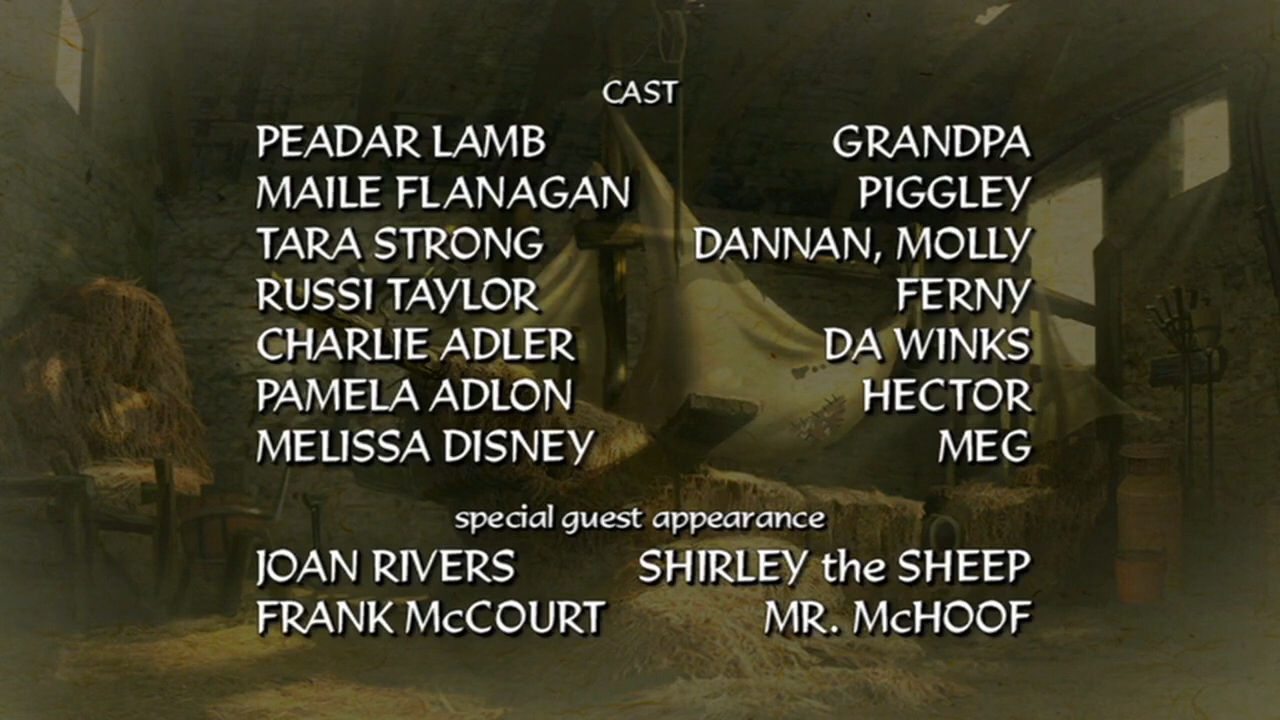 CAST
PEADAR LAMB GRANDPA
MAILE FLANAGAN PIGGLEY
TARA STRONG DANNAN, MOLLY
RUSSI TAYLOR FERNY
CHARLIE ADLER DA WINKS
PAMELA ADLON HECTOR
MELISSA DISNEY MEG
special guest appearance
JOAN RIVERS SHIRLEY the SHEEP
FRANK McCOURT MR. McHOOF